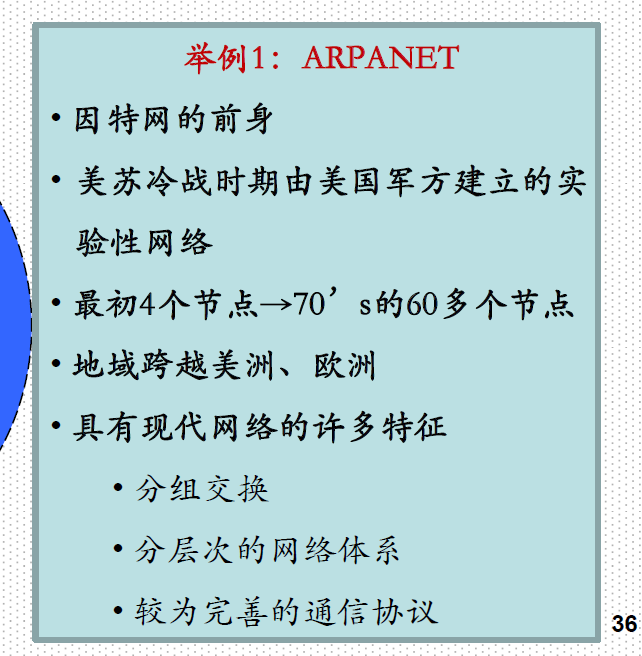 举例1：ARPANET
• 因特网的前身
• 美苏冷战时期由美国军方建立的实
验性网络
• 最初4个节点→70’s的60多个节点
• 地域跨越美洲、欧洲
• 具有现代网络的许多特征
• 分组交换
• 分层次的网络体系
• 较为完善的通信协议
36